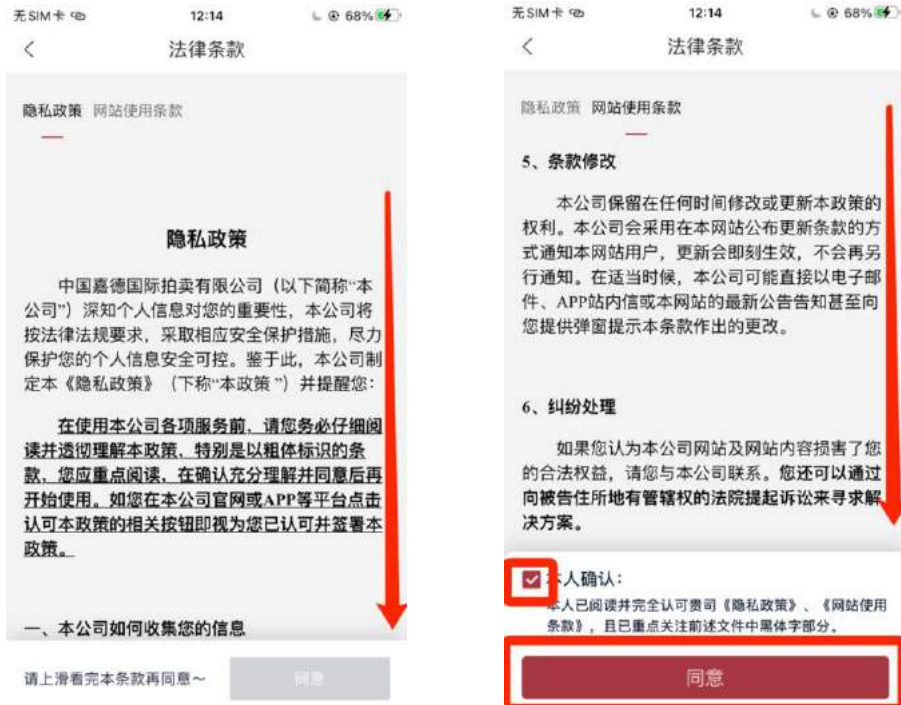 无SIM卡
12:14
68%
法律条款
隐私政策 网站使用条款
隐私政策
中国嘉德国际拍卖有限公司（以下简称“本
公司”）深知个人信息对您的重要性，本公司将
按法律法规要求，采取相应安全保护措施，尽力
保护您的个人信息安全可控。鉴于此，本公司制
定本《隐私政策》（下称“本政策 ”）并提醒您：
在使用本公司各项服务前，请您务必仔细阅
读并透彻理解本政策，特别是以粗体标识的条
款，您应重点阅读，在确认充分理解并同意后再
开始使用。如您在本公司官网或APP等平台点击
认可本政策的相关按钮即视为您已认可并签署本
政策。
一、本公司如何收集您的信息
请上滑看完本条款再同意～
同意
无SIM卡
12:14
68%
法律条款
隐私政策 网站使用条款
5、条款修改
本公司保留在任何时间修改或更新本政策的
权利。本公司会采用在本网站公布更新条款的方
式通知本网站用户，更新会即刻生效，不会再另
行通知。在适当时候，本公司可能直接以电子邮
件、APP站内信或本网站的最新公告告知甚至向
您提供弹窗提示本条款作出的更改。
6、纠纷处理
如果您认为本公司网站及网站内容损害了您
的合法权益，请您与本公司联系。您还可以通过
向被告住所地有管辖权的法院提起诉讼来寻求解
决方案。
本人确认：
本人已阅读并完全认可贵司《隐私政策》、《网站使用
条款》，且已重点关注前述文件中黑体字部分。
同意